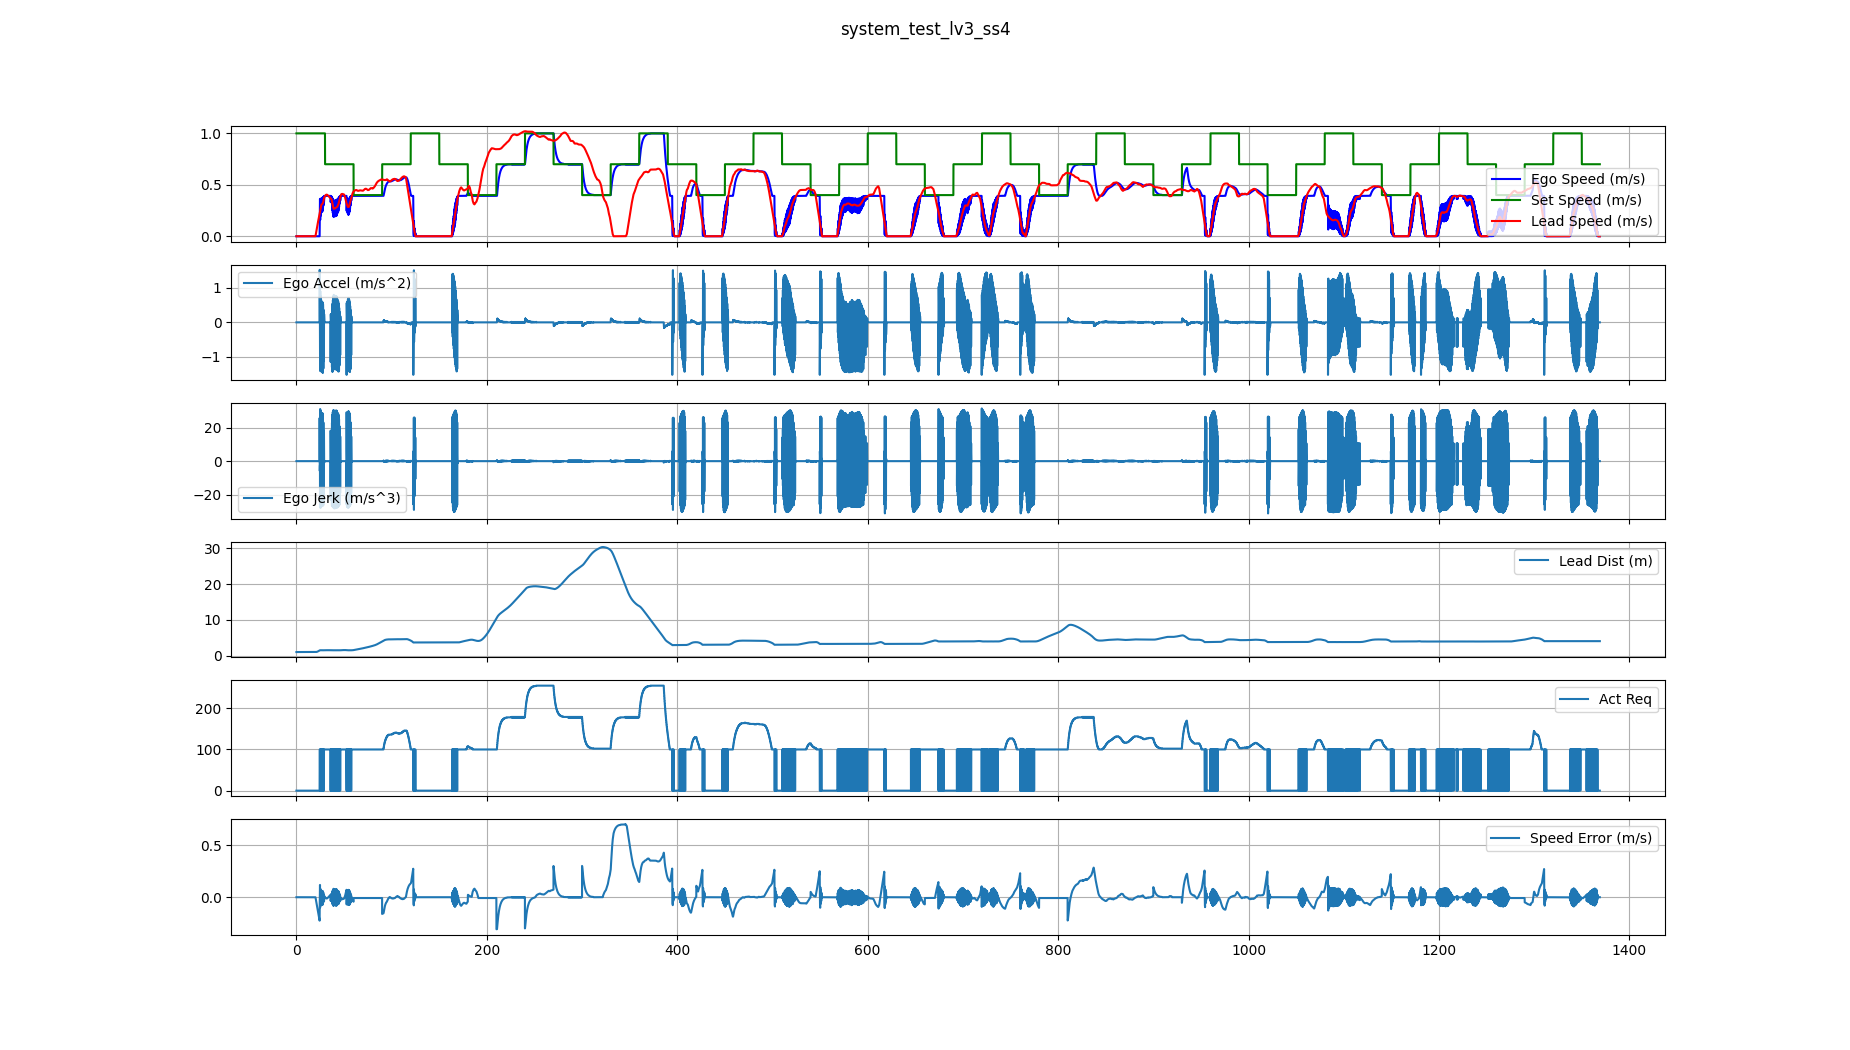 system_test_lv3_ss4
1.0
0.5
0.0
Ego Speed (m/s)
Set Speed (m/s)
Lead Speed (m/s)
1
0
−1
Ego Accel (m/s^2)
20
0
−20
Ego Jerk (m/s^3)
30
20
10
0
Lead Dist (m)
200
100
0
Act Req
0.5
0.0
Speed Error (m/s)
0 200 400 600 800 1000 1200 1400